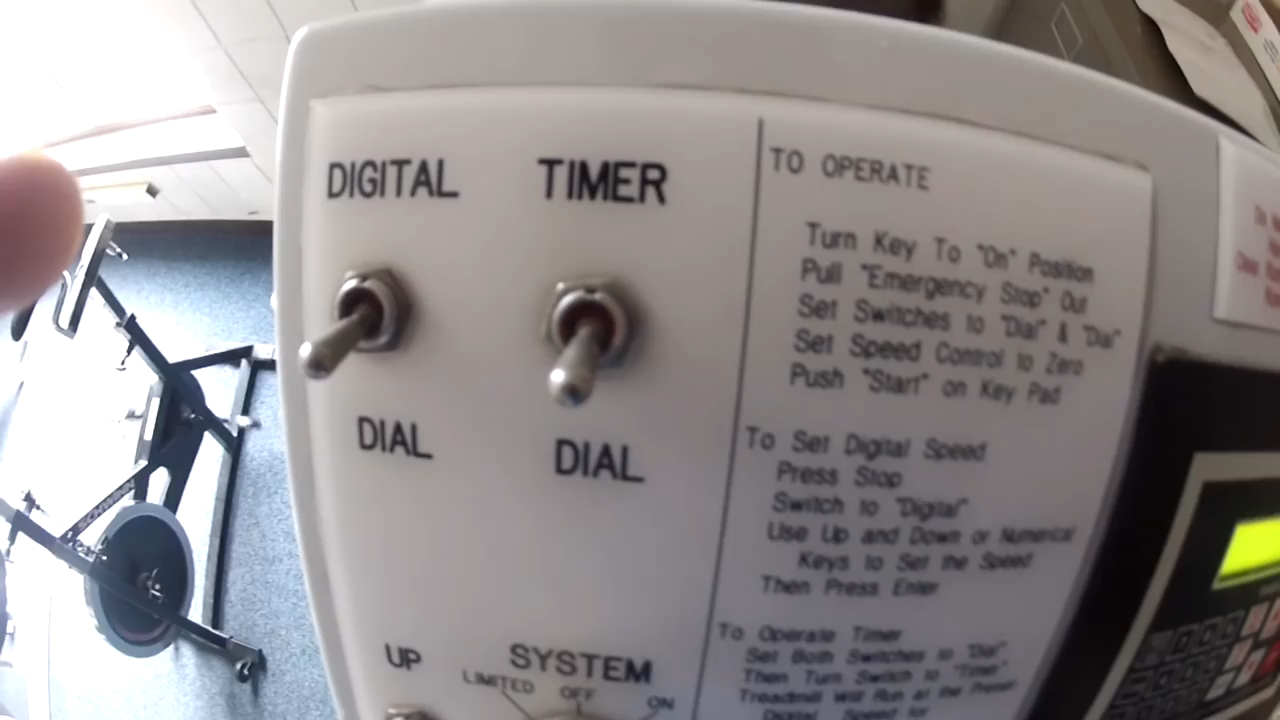 DIGITAL
TIMER
DIAL
DIAL
UP
SYSTEM
LIMITED
OFF
ON
TO OPERATE
Turn Key To "On" Position
Pull "Emergency Stop" Out
Set Switches to "Dial" & "Dial"
Set Speed Control to Zero
Push "Start" on Key Pad
To Set Digital Speed
Press Stop
Switch to "Digital"
Use Up and Down or Numerical
Keys to Set the Speed
Then Press Enter
To Operate Timer
Set Both Switches to "Dial"
Then Turn Switch to "Timer"
Treadmill Will Run at the Preset
Digital Speed for
SCHWINN